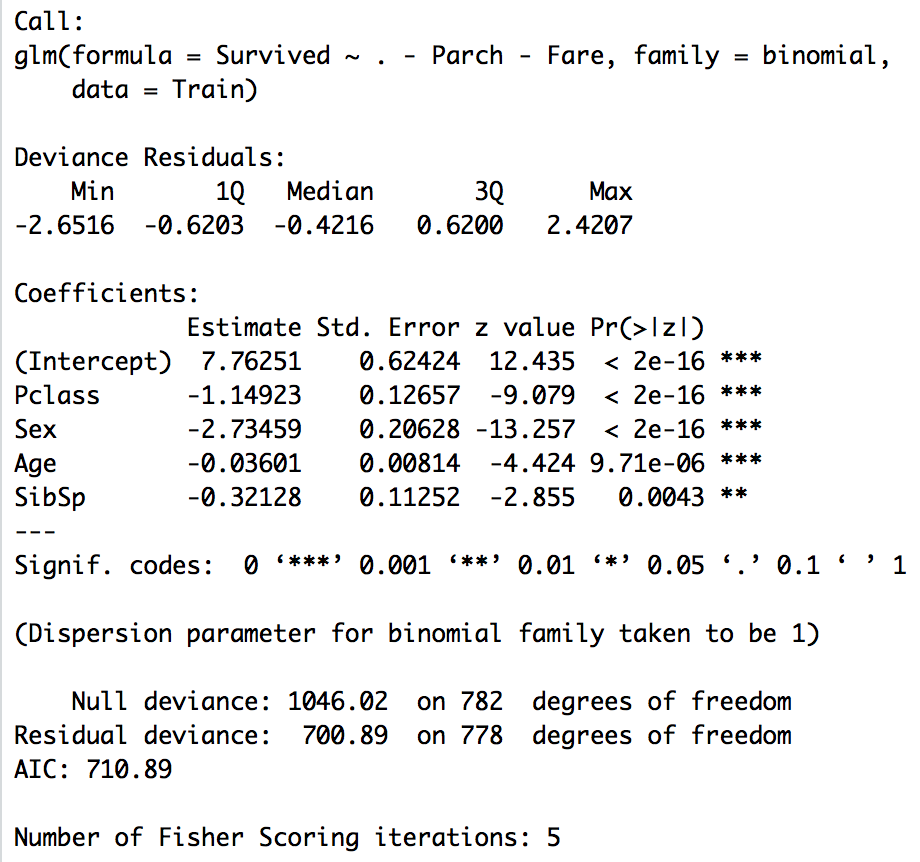 Call:
glm(formula = Survived ~ . - Parch - Fare, family = binomial,
    data = Train)

Deviance Residuals:
    Min       1Q   Median       3Q      Max
-2.6516  -0.6203  -0.4216   0.6200   2.4207

Coefficients:
            Estimate Std. Error z value Pr(>|z|)
(Intercept)  7.76251    0.62424  12.435  < 2e-16 ***
Pclass      -1.14923    0.12657  -9.079  < 2e-16 ***
Sex         -2.73459    0.20628 -13.257  < 2e-16 ***
Age         -0.03601    0.00814  -4.424 9.71e-06 ***
SibSp       -0.32128    0.11252  -2.855   0.0043 **
---
Signif. codes:  0 ‘***’ 0.001 ‘**’ 0.01 ‘*’ 0.05 ‘.’ 0.1 ‘ ’ 1

(Dispersion parameter for binomial family taken to be 1)

    Null deviance: 1046.02  on 782  degrees of freedom
Residual deviance:  700.89  on 778  degrees of freedom
AIC: 710.89

Number of Fisher Scoring iterations: 5